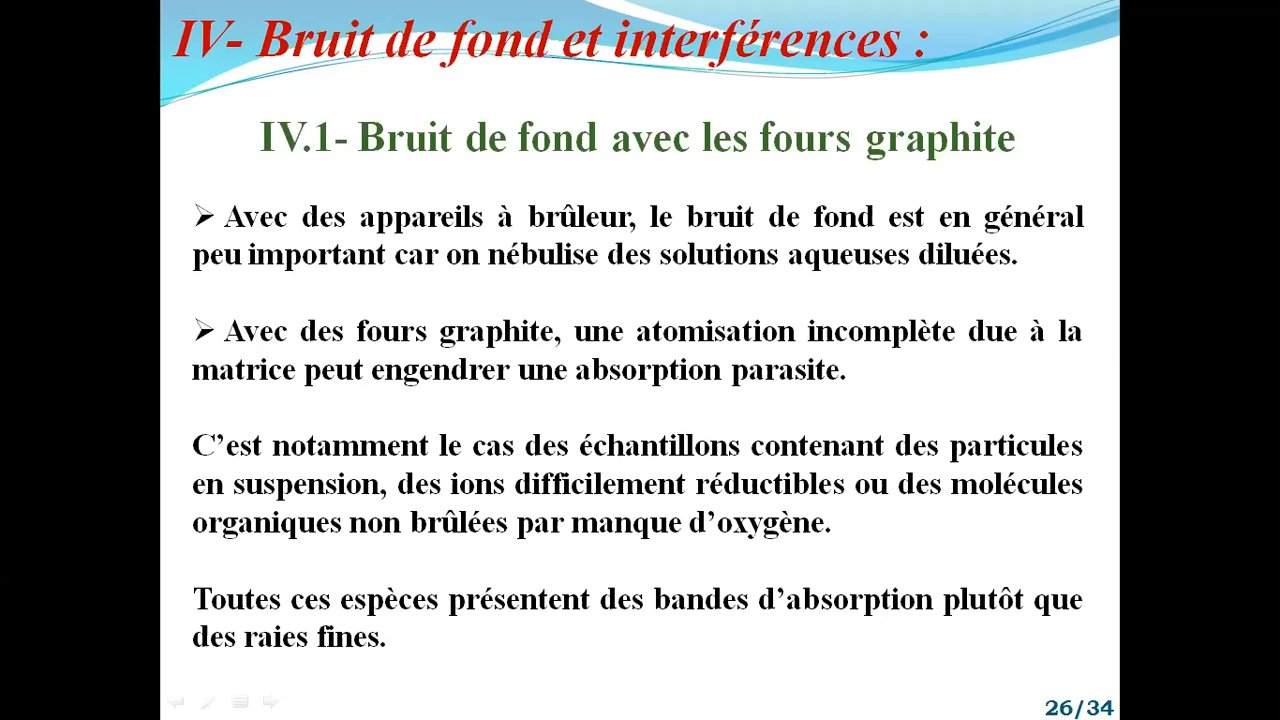 IV- Bruit de fond et interférences :
IV.1- Bruit de fond avec les fours graphite
➢ Avec des appareils à brûleur, le bruit de fond est en général
peu important car on nébulise des solutions aqueuses diluées.
➢ Avec des fours graphite, une atomisation incomplète due à la
matrice peut engendrer une absorption parasite.
C’est notamment le cas des échantillons contenant des particules
en suspension, des ions difficilement réductibles ou des molécules
organiques non brûlées par manque d’oxygène.
Toutes ces espèces présentent des bandes d’absorption plutôt que
des raies fines.
26/34